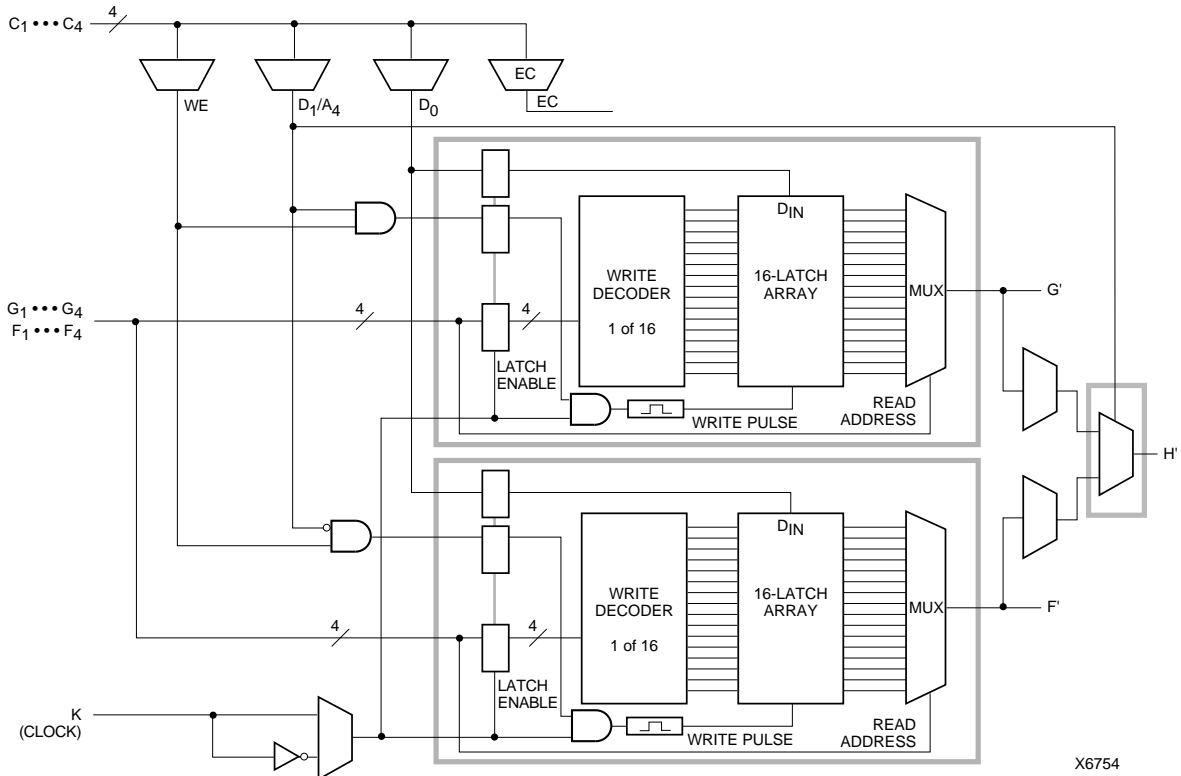 C1 ••• C4
4
WE
D1/A4
D0
EC
EC
G1 ••• G4
F1 ••• F4
4
4
WRITE
DECODER
1 of 16
DIN
16-LATCH
ARRAY
MUX
G'
LATCH
ENABLE
WRITE PULSE
READ
ADDRESS
H'
4
4
WRITE
DECODER
1 of 16
DIN
16-LATCH
ARRAY
MUX
F'
LATCH
ENABLE
WRITE PULSE
READ
ADDRESS
K
(CLOCK)
X6754